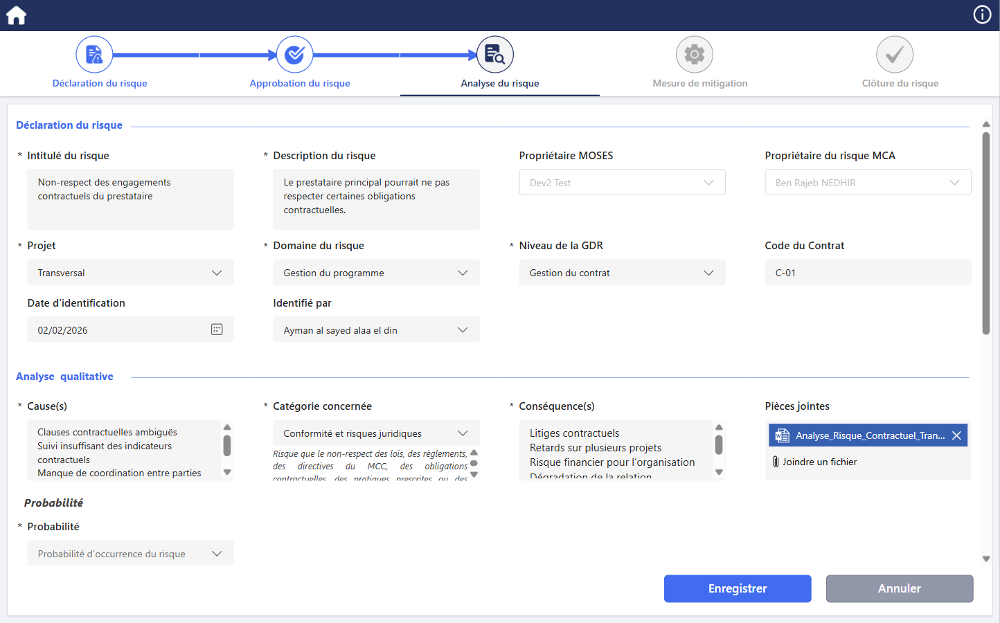 Déclaration du risque
Approbation du risque
Analyse du risque
Mesure de mitigation
Clôture du risque
Déclaration du risque
* Intitulé du risque
* Description du risque
Propriétaire MOSES
Propriétaire du risque MCA
Non-respect des engagements
contractuels du prestataire
Le prestataire principal pourrait ne pas
respecter certaines obligations
contractuelles.
Dev2 Test
Ben Rajeb NEDHIR
* Projet
* Domaine du risque
* Niveau de la GDR
Code du Contrat
Transversal
Gestion du programme
Gestion du contrat
C-01
Date d'identification
Identifié par
02/02/2026
Ayman al sayed alaa el din
Analyse qualitative
* Cause(s)
* Catégorie concernée
* Conséquence(s)
Pièces jointes
Clauses contractuelles ambiguës
Suivi insuffisant des indicateurs
contractuels
Manque de coordination entre parties
Conformité et risques juridiques
Risque que le non-respect des lois, des règlements,
des directives du MCC, des obligations
contractuelles, des pratiques prescrites ou des
Litiges contractuels
Retards sur plusieurs projets
Risque financier pour l'organisation
Dégradation de la relation
Analyse_Risque_Contractuel_Tran...
Joindre un fichier
Probabilité
* Probabilité
Probabilité d'occurrence du risque
Enregistrer
Annuler